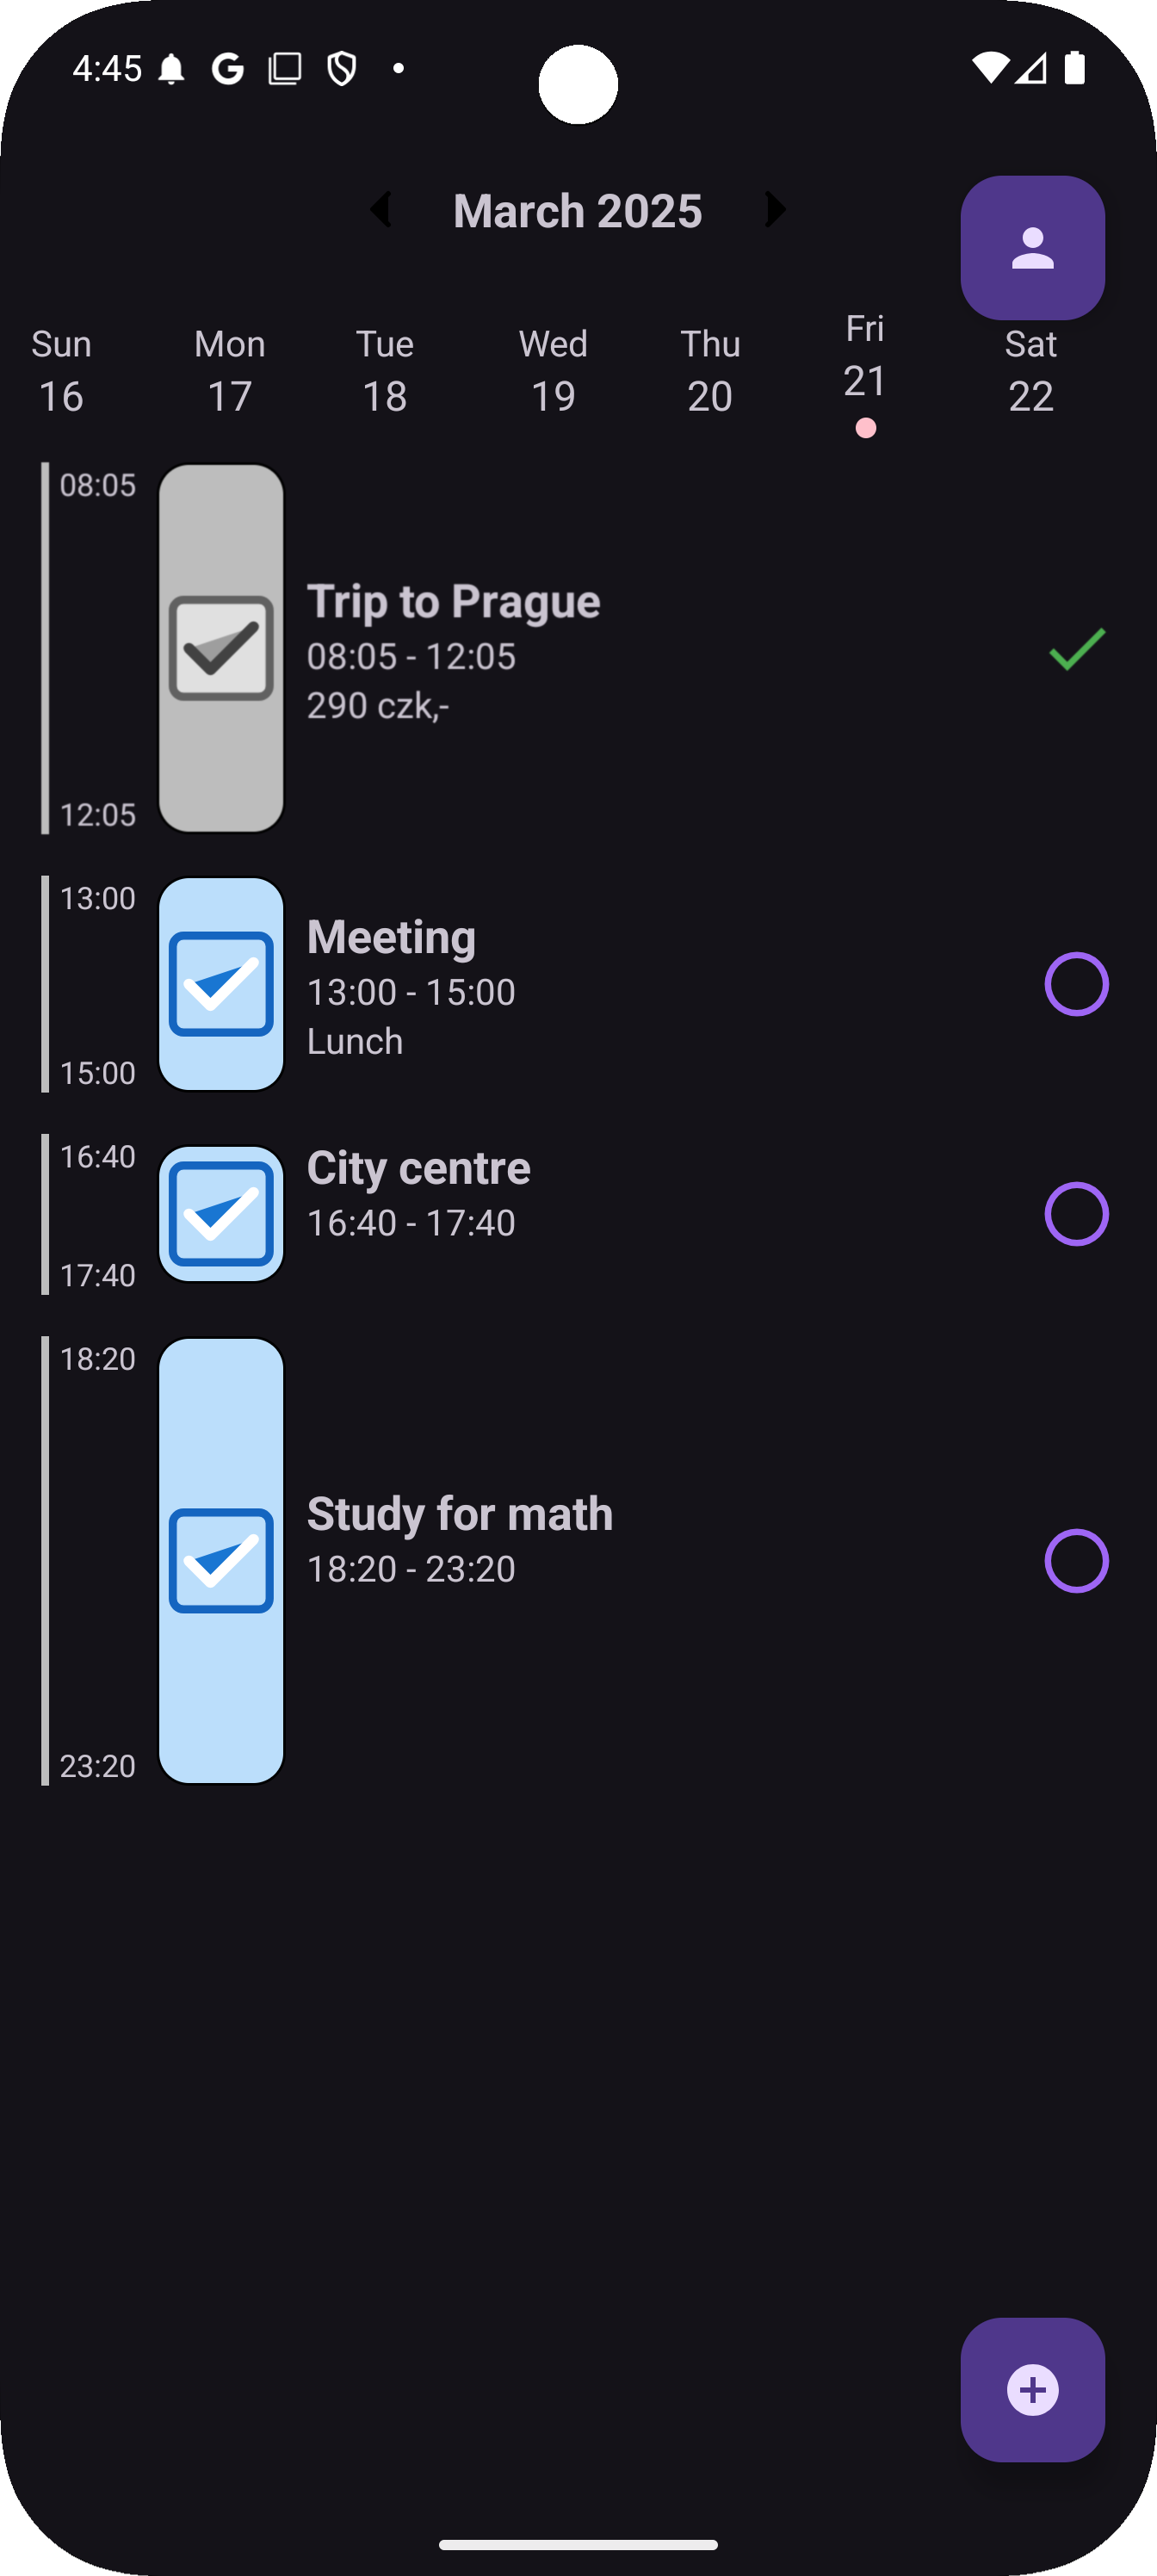 4:45
March 2025
Sun Mon Tue Wed Thu Fri Sat
16 17 18 19 20 21 22
08:05
Trip to Prague
08:05 - 12:05
290 czk,-
12:05
13:00
Meeting
13:00 - 15:00
Lunch
15:00
16:40
City centre
16:40 - 17:40
17:40
18:20
Study for math
18:20 - 23:20
23:20